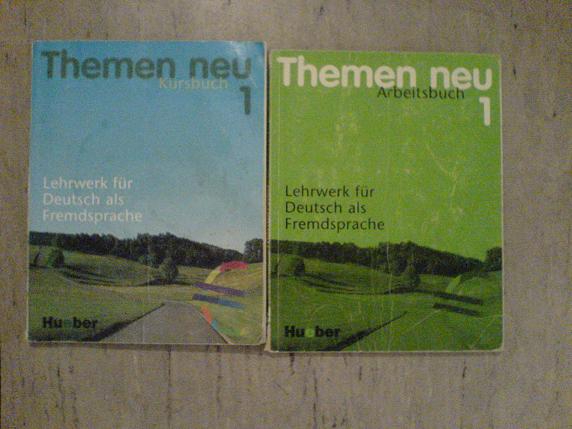 Themen neu
Kursbuch
1
Lehrwerk für
Deutsch als
Fremdsprache
Hueber
Themen neu
Arbeitsbuch
1
Lehrwerk für
Deutsch als
Fremdsprache
Hueber